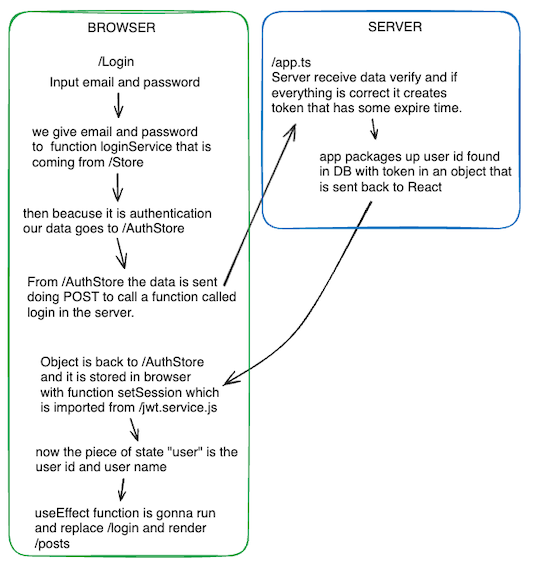 BROWSER
/Login
Input email and password
we give email and password
to function loginService that is
coming from /Store
then beacuse it is authentication
our data goes to /AuthStore
From /AuthStore the data is sent
doing POST to call a function called
login in the server.
SERVER
/app.ts
Server receive data verify and if
everything is correct it creates
token that has some expire time.
app packages up user id found
in DB with token in an object that
is sent back to React
Object is back to /AuthStore
and it is stored in browser
with function setSession which
is imported from /jwt.service.js
now the piece of state "user" is the
user id and user name
useEffect function is gonna run
and replace /login and render
/posts